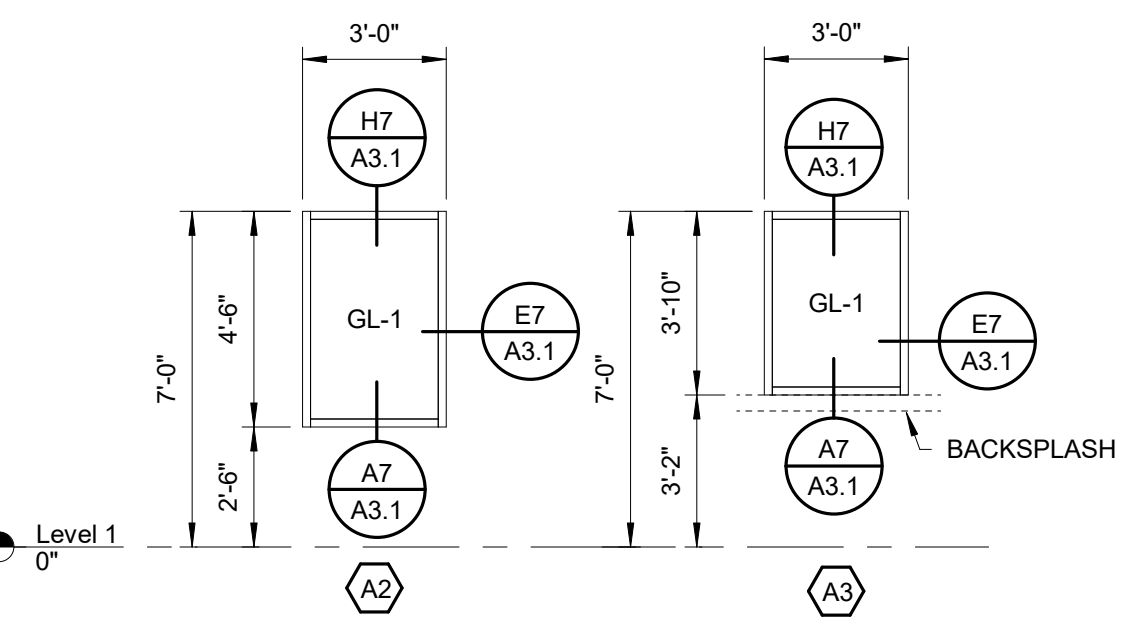 3'-0"
3'-0"
H7
A3.1
H7
A3.1
7'-0"
4'-6"
2'-6"
GL-1
E7
A3.1
A7
A3.1
7'-0"
3'-10"
3'-2"
GL-1
E7
A3.1
A7
A3.1
BACKSPLASH
Level 1
0"
A2
A3